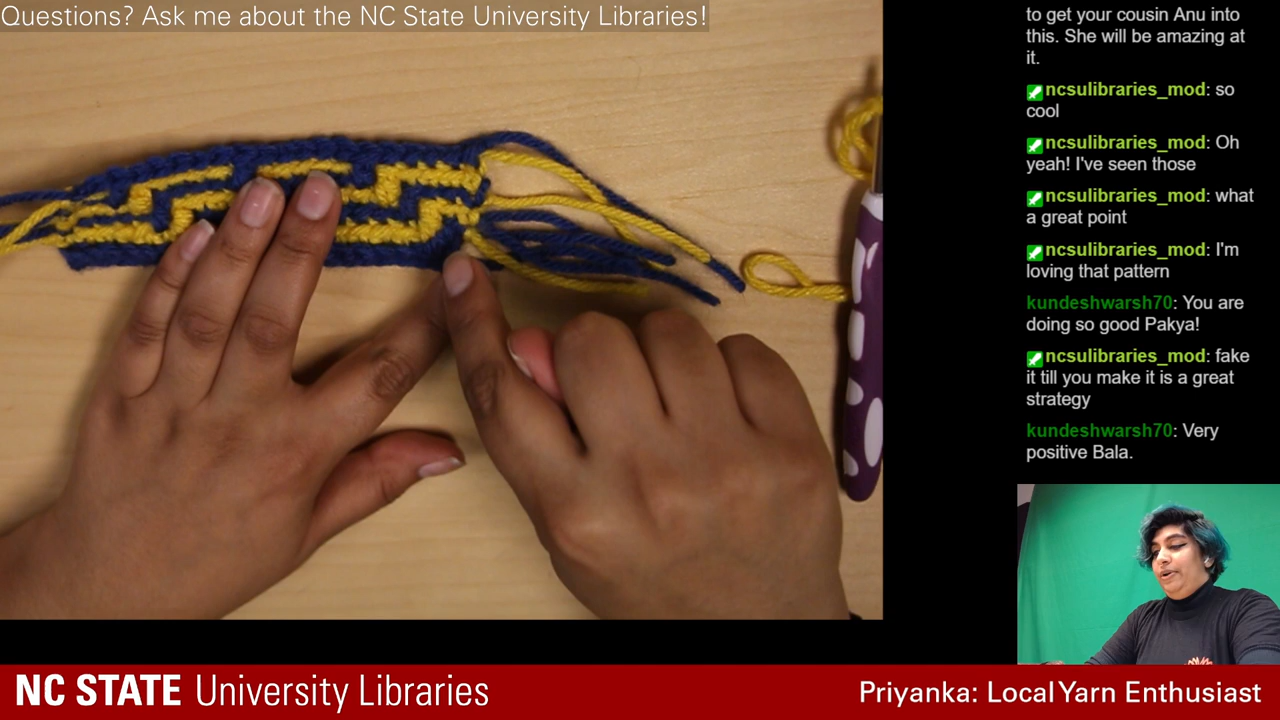 Questions? Ask me about the NC State University Libraries!
to get your cousin Anu into
this. She will be amazing at
it.
ncsulibraries_mod: so
cool
ncsulibraries_mod: Oh
yeah! I've seen those
ncsulibraries_mod: what
a great point
ncsulibraries_mod: I'm
loving that pattern
kundeshwarsh70: You are
doing so good Pakya!
ncsulibraries_mod: fake
it till you make it is a great
strategy
kundeshwarsh70: Very
positive Bala.
NC STATE University Libraries
Priyanka: Local Yarn Enthusiast